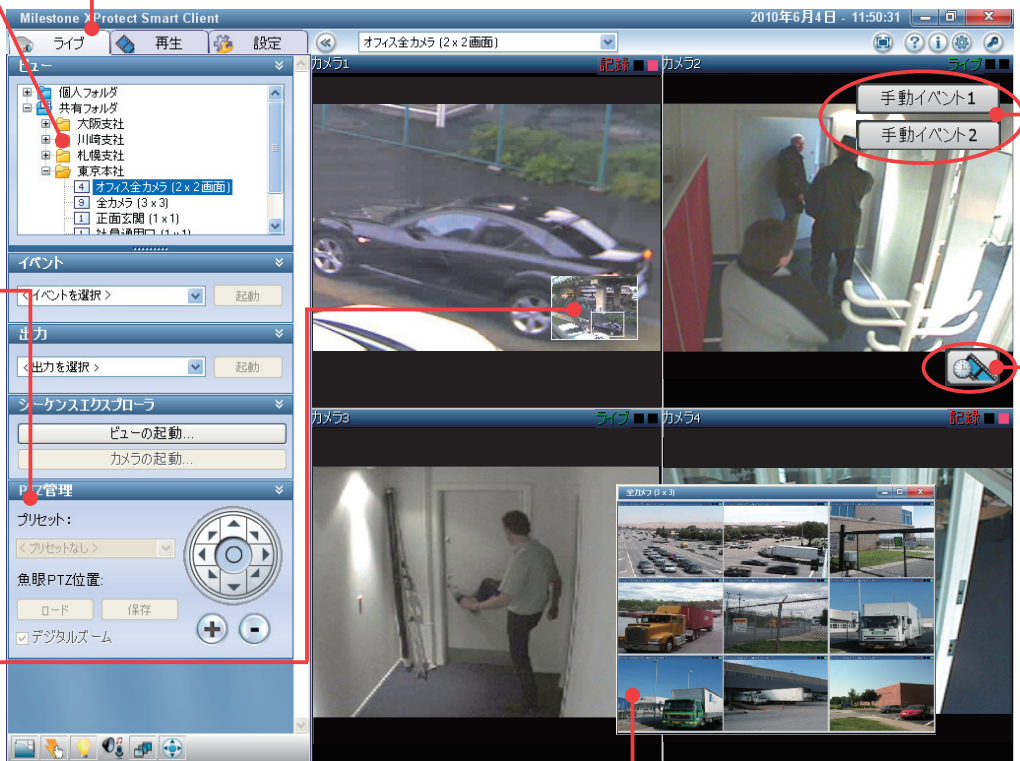 Milestone XProtect Smart Client
2010年6月4日 - 11:50:31
ライブ
再生
設定
オフィス全カメラ (2 x 2画面)
ビュー
個人フォルダ
共有フォルダ
大阪支社
川崎支社
札幌支社
東京本社
4 オフィス全カメラ (2 x 2画面)
9 全カメラ (3 x 3)
1 正面玄関 (1 x 1)
1 社員通用口 (1 x 1)
イベント
<イベントを選択>
起動
出力
<出力を選択>
起動
シーケンスエクスプローラ
ビューの起動...
カメラの起動...
PTZ管理
プリセット:
<プリセットなし>
魚眼PTZ位置:
ロード
保存
デジタルズーム
カメラ1
記録
カメラ2
ライブ
手動イベント1
手動イベント2
カメラ3
ライブ
カメラ4
記録
全カメラ (3 x 3)